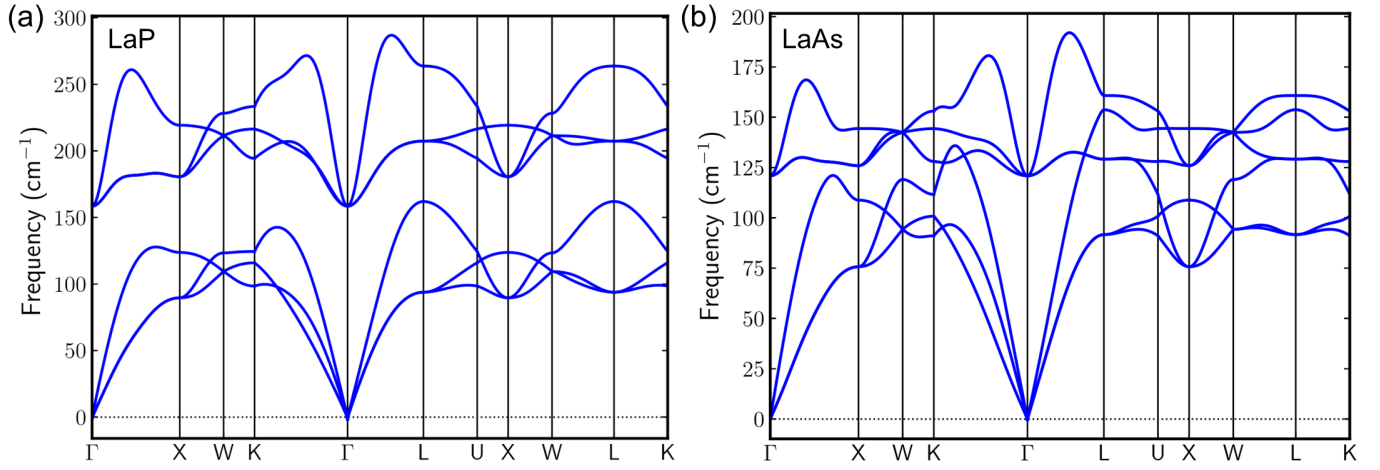 (a)
LaP
Frequency (cm⁻¹)
300
250
200
150
100
50
0
Γ X W K Γ L U X W L K
(b)
LaAs
Frequency (cm⁻¹)
200
175
150
125
100
75
50
25
0
Γ X W K Γ L U X W L K